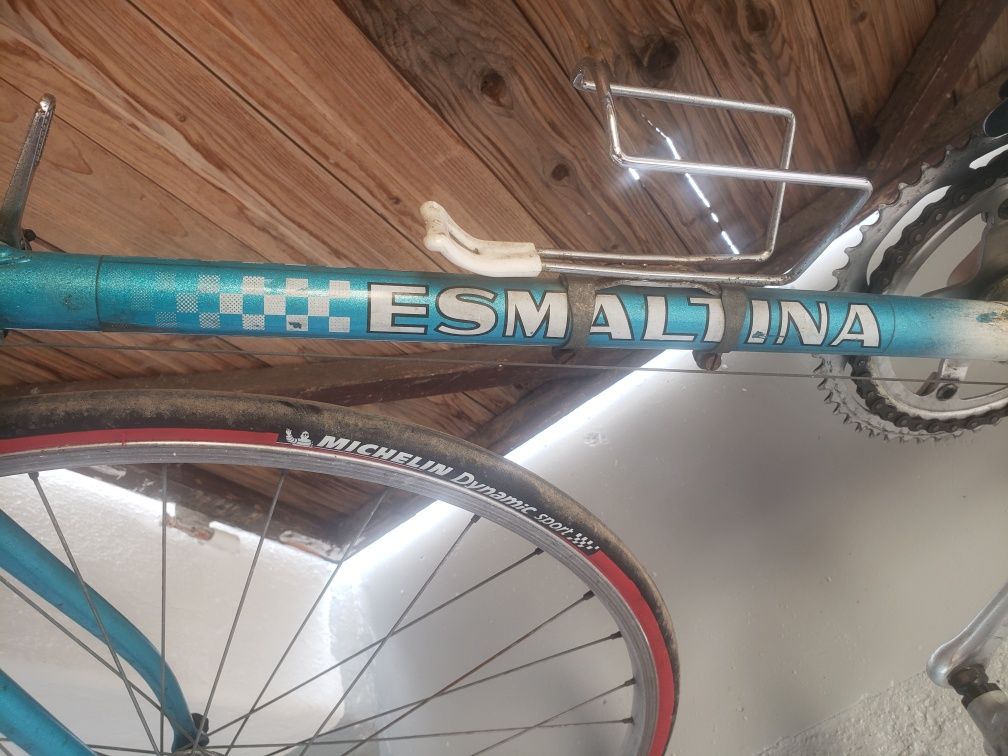 ESMALTINA
MICHELIN Dynamic sport